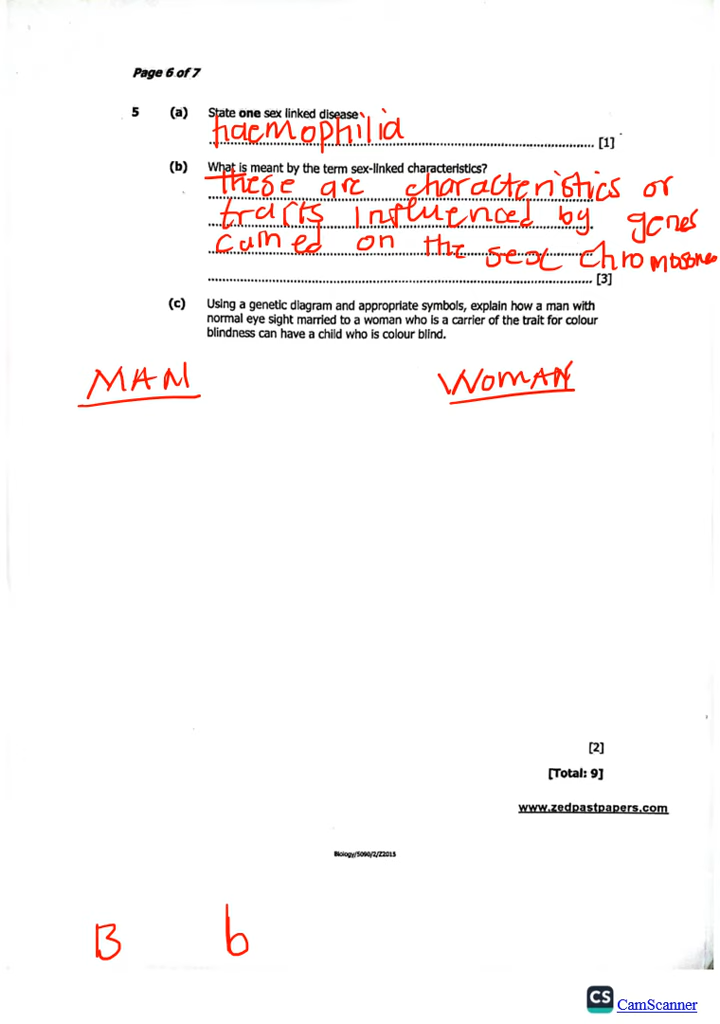 Page 6 of 7
5 (a) State one sex linked disease
haemophilia
[1]
(b) What is meant by the term sex-linked characteristics?
These are characteristics or
traits influenced by genes
carried on the sex chromosomes
[3]
(c) Using a genetic diagram and appropriate symbols, explain how a man with
normal eye sight married to a woman who is a carrier of the trait for colour
blindness can have a child who is colour blind.
MAN WOMAN
[2]
[Total: 9]
www.zedpastpapers.com
Biology/5090/2/Z2015
B b
CS CamScanner